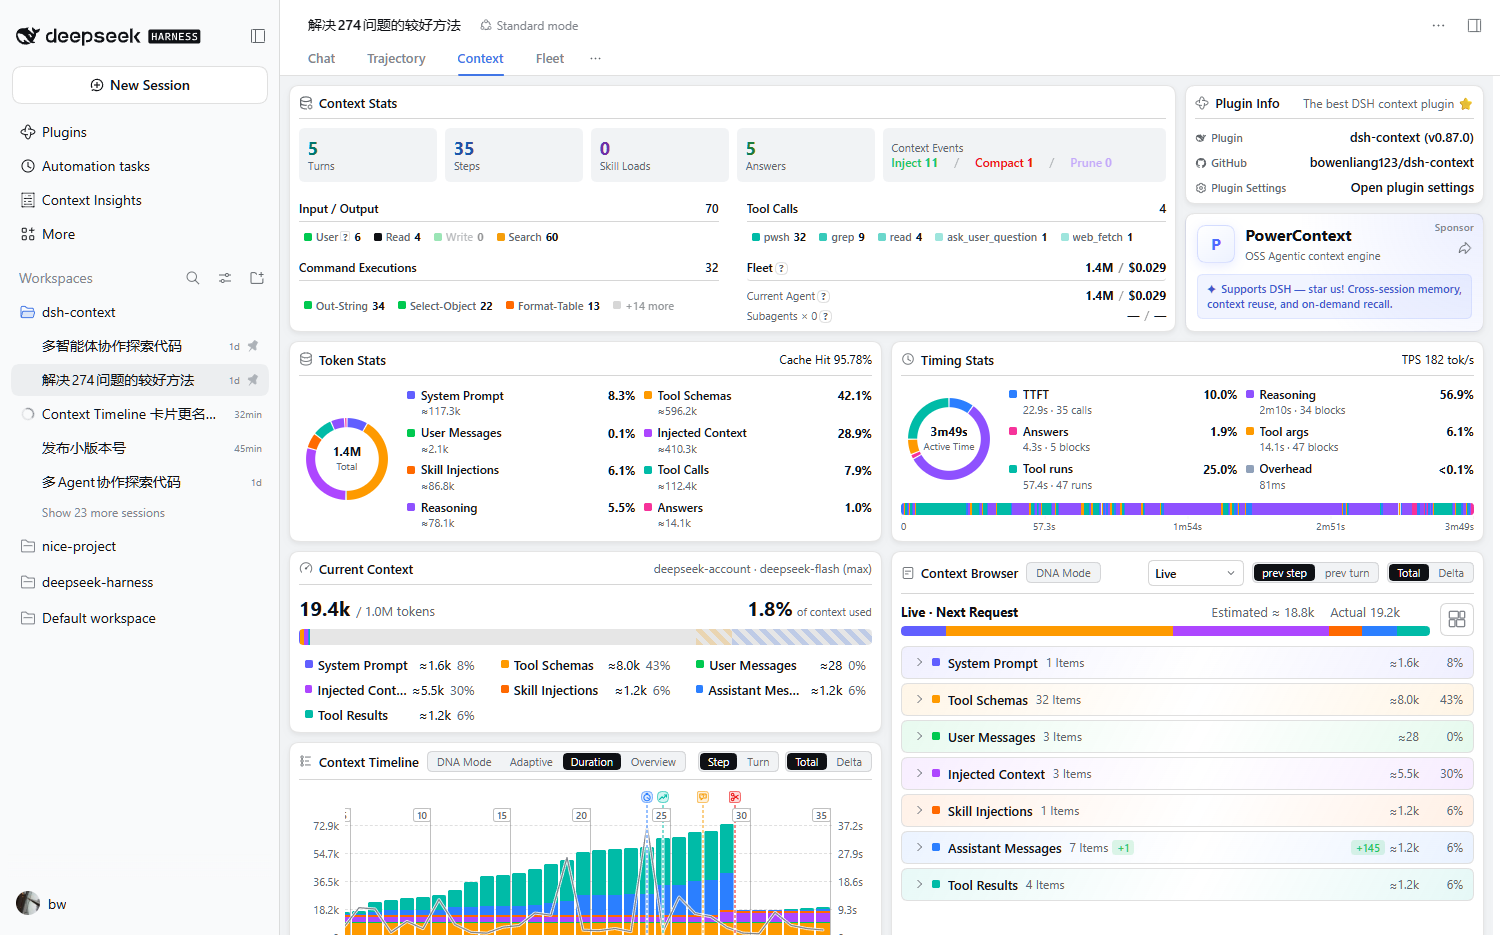 deepseek HARNESS
New Session
Plugins
Automation tasks
Context Insights
More
Workspaces
dsh-context
多智能体协作探索代码 1d
解决274问题的较好方法 1d
Context Timeline 卡片更名... 32min
发布小版本号 45min
多Agent协作探索代码 1d
Show 23 more sessions
nice-project
deepseek-harness
Default workspace
bw
解决274问题的较好方法 Standard mode
Chat Trajectory Context Fleet ...
Context Stats
5 Turns
35 Steps
0 Skill Loads
5 Answers
Context Events
Inject 11 / Compact 1 / Prune 0
Input / Output 70
User ? 6 Read 4 Write 0 Search 60
Tool Calls 4
pwsh 32 grep 9 read 4 ask_user_question 1 web_fetch 1
Command Executions 32
Out-String 34 Select-Object 22 Format-Table 13 +14 more
Fleet ? 1.4M / $0.029
Current Agent ? 1.4M / $0.029
Subagents × 0 ? — / —
Plugin Info The best DSH context plugin
Plugin dsh-context (v0.87.0)
GitHub bowenliang123/dsh-context
Plugin Settings Open plugin settings
P PowerContext Sponsor
OSS Agentic context engine
✦ Supports DSH — star us! Cross-session memory,
context reuse, and on-demand recall.
Token Stats Cache Hit 95.78%
1.4M
Total
System Prompt 8.3%
≈117.3k
Tool Schemas 42.1%
≈596.2k
User Messages 0.1%
≈2.1k
Injected Context 28.9%
≈410.3k
Skill Injections 6.1%
≈86.8k
Tool Calls 7.9%
≈112.4k
Reasoning 5.5%
≈78.1k
Answers 1.0%
≈14.1k
Timing Stats TPS 182 tok/s
3m49s
Active Time
TTFT 10.0%
22.9s · 35 calls
Reasoning 56.9%
2m10s · 34 blocks
Answers 1.9%
4.3s · 5 blocks
Tool args 6.1%
14.1s · 47 blocks
Tool runs 25.0%
57.4s · 47 runs
Overhead <0.1%
81ms
0 57.3s 1m54s 2m51s 3m49s
Current Context deepseek-account · deepseek-flash (max)
19.4k / 1.0M tokens 1.8% of context used
System Prompt ≈1.6k 8% Tool Schemas ≈8.0k 43% User Messages ≈28 0%
Injected Cont... ≈5.5k 30% Skill Injections ≈1.2k 6% Assistant Mes... ≈1.2k 6%
Tool Results ≈1.2k 6%
Context Timeline DNA Mode Adaptive Duration Overview Step Turn Total Delta
10 15 20 25 30 35
72.9k 37.2s
54.7k 27.9s
36.5k 18.6s
18.2k 9.3s
Context Browser DNA Mode Live prev step prev turn Total Delta
Live · Next Request Estimated ≈ 18.8k Actual 19.2k
System Prompt 1 Items ≈1.6k 8%
Tool Schemas 32 Items ≈8.0k 43%
User Messages 3 Items ≈28 0%
Injected Context 3 Items ≈5.5k 30%
Skill Injections 1 Items ≈1.2k 6%
Assistant Messages 7 Items +1 +145 ≈1.2k 6%
Tool Results 4 Items ≈1.2k 6%